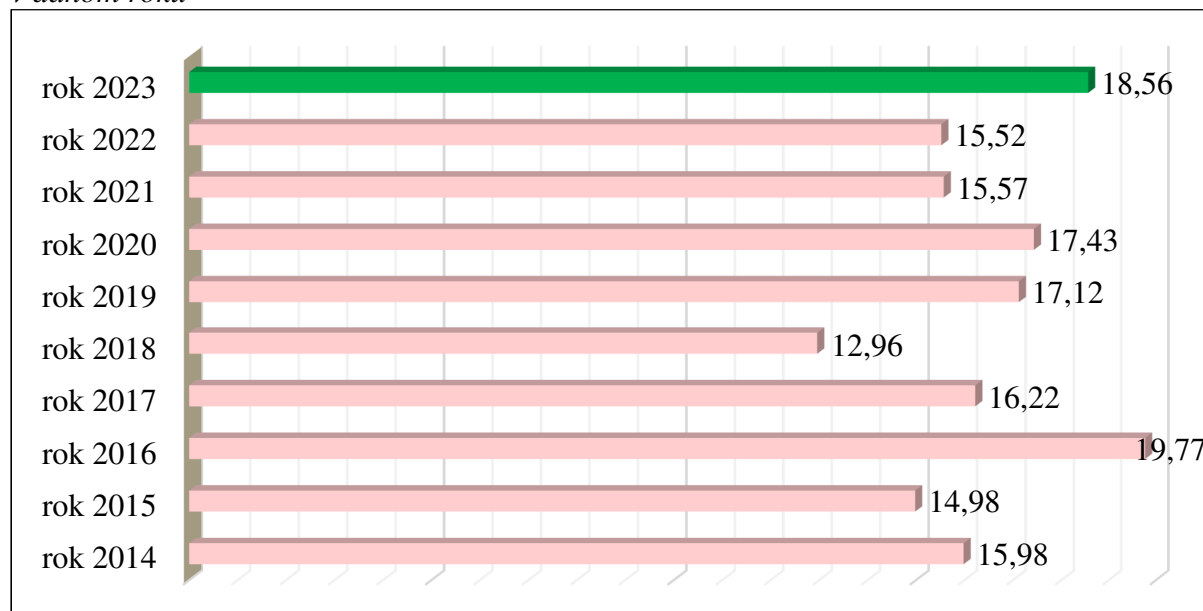 v danom roku
rok 2023 18,56
rok 2022 15,52
rok 2021 15,57
rok 2020 17,43
rok 2019 17,12
rok 2018 12,96
rok 2017 16,22
rok 2016 19,77
rok 2015 14,98
rok 2014 15,98